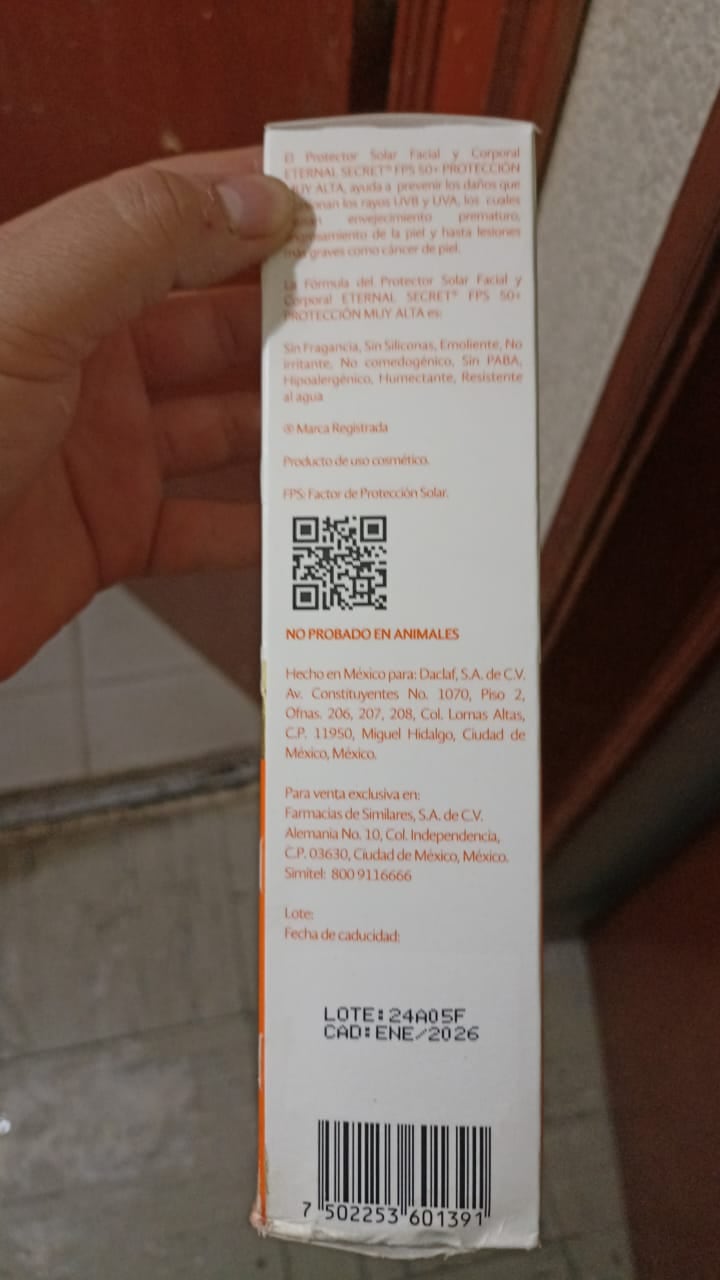 El Protector Solar Facial y Corporal
ETERNAL SECRET® FPS 50+ PROTECCIÓN
MUY ALTA, ayuda a prevenir los daños que
los rayos UVB y UVA, los cuales
envejecimiento prematuro,
de la piel y hasta lesiones
más graves como cáncer de piel.
La Fórmula del Protector Solar Facial y
Corporal ETERNAL SECRET® FPS 50+
PROTECCIÓN MUY ALTA es:
Sin Fragancia, Sin Siliconas, Emoliente, No
irritante, No comedogénico, Sin PABA,
Hipoalergénico, Humectante, Resistente
al agua
® Marca Registrada
Producto de uso cosmético.
FPS: Factor de Protección Solar.
NO PROBADO EN ANIMALES
Hecho en México para: Daclaf, S.A. de C.V.
Av. Constituyentes No. 1070, Piso 2,
Ofnas. 206, 207, 208, Col. Lomas Altas,
C.P. 11950, Miguel Hidalgo, Ciudad de
México, México.
Para venta exclusiva en:
Farmacias de Similares, S.A. de C.V.
Alemania No. 10, Col. Independencia,
C.P. 03630, Ciudad de México, México.
Simitel: 800 9116666
Lote:
Fecha de caducidad:
LOTE:24A05F
CAD:ENE/2026
7 502253 601391